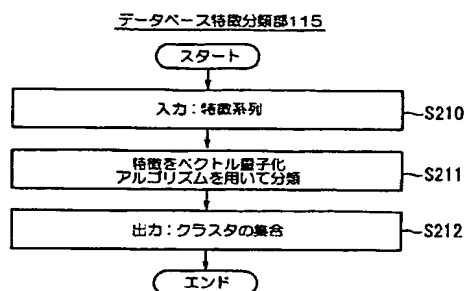 データベース特徴分類部115
スタート
入力：特徴系列
S210
特徴をベクトル量子化
アルゴリズムを用いて分類
S211
出力：クラスタの集合
S212
エンド